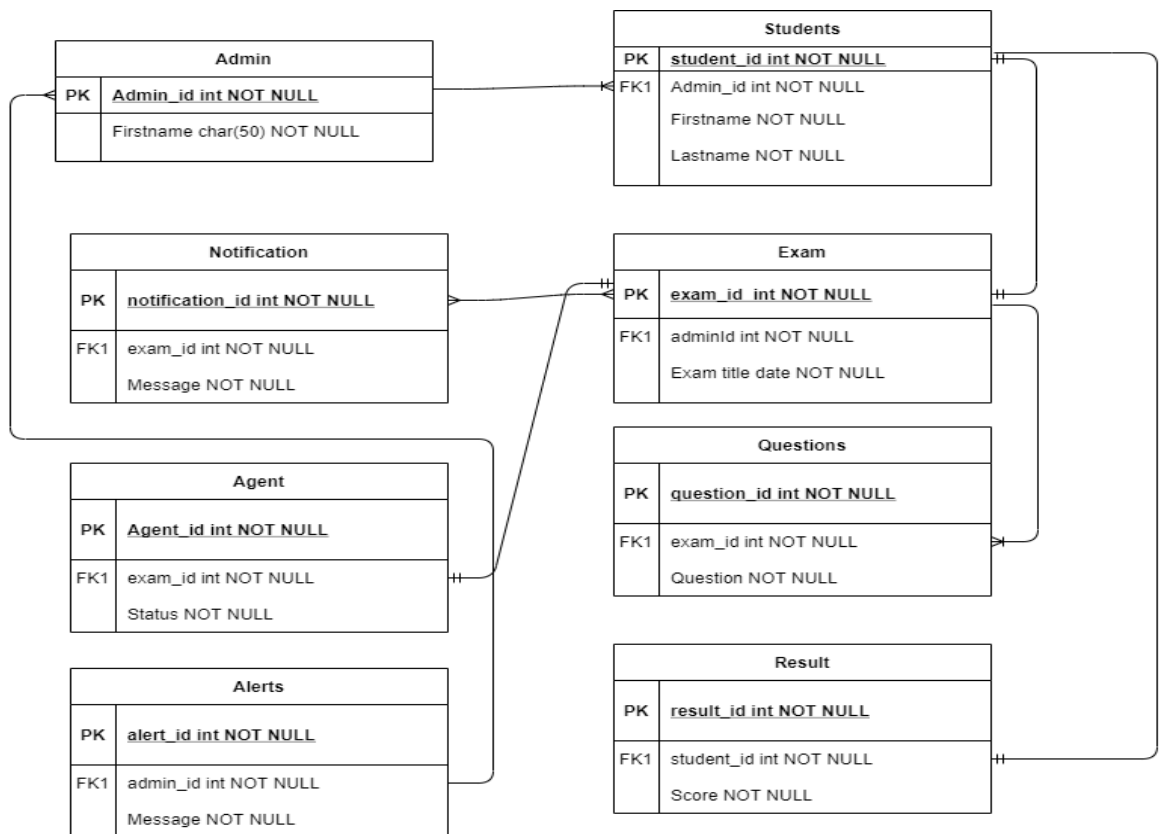 Admin
PK Admin_id int NOT NULL
Firstname char(50) NOT NULL
Students
PK student_id int NOT NULL
FK1 Admin_id int NOT NULL
Firstname NOT NULL
Lastname NOT NULL
Notification
PK notification_id int NOT NULL
FK1 exam_id int NOT NULL
Message NOT NULL
Exam
PK exam_id int NOT NULL
FK1 adminId int NOT NULL
Exam title date NOT NULL
Agent
PK Agent_id int NOT NULL
FK1 exam_id int NOT NULL
Status NOT NULL
Questions
PK question_id int NOT NULL
FK1 exam_id int NOT NULL
Question NOT NULL
Alerts
PK alert_id int NOT NULL
FK1 admin_id int NOT NULL
Message NOT NULL
Result
PK result_id int NOT NULL
FK1 student_id int NOT NULL
Score NOT NULL